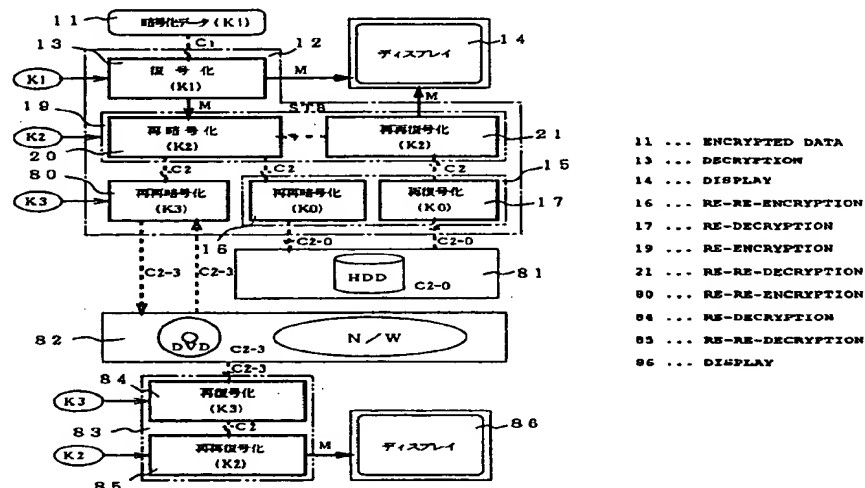 11
暗号化データ(K1)
C1
12
13
復号化
(K1)
K1
M
M
ディスプレイ
14
STB
M
19
K2
再暗号化
(K2)
再再復号化
(K2)
21
20
C2
C2
C2
15
80
K3
再再暗号化
(K3)
再再暗号化
(K0)
再復号化
(K0)
17
16
C2-3
C2-3
C2-0
C2-0
HDD
C2-0
81
82
DVD
N/W
C2-3
C2-3
84
K3
再復号化
(K3)
83
C2
K2
再再復号化
(K2)
M
85
ディスプレイ
86
11 ... ENCRYPTED DATA
13 ... DECRYPTION
14 ... DISPLAY
16 ... RE-RE-ENCRYPTION
17 ... RE-DECRYPTION
19 ... RE-ENCRYPTION
21 ... RE-RE-DECRYPTION
80 ... RE-RE-ENCRYPTION
84 ... RE-DECRYPTION
85 ... RE-RE-DECRYPTION
86 ... DISPLAY